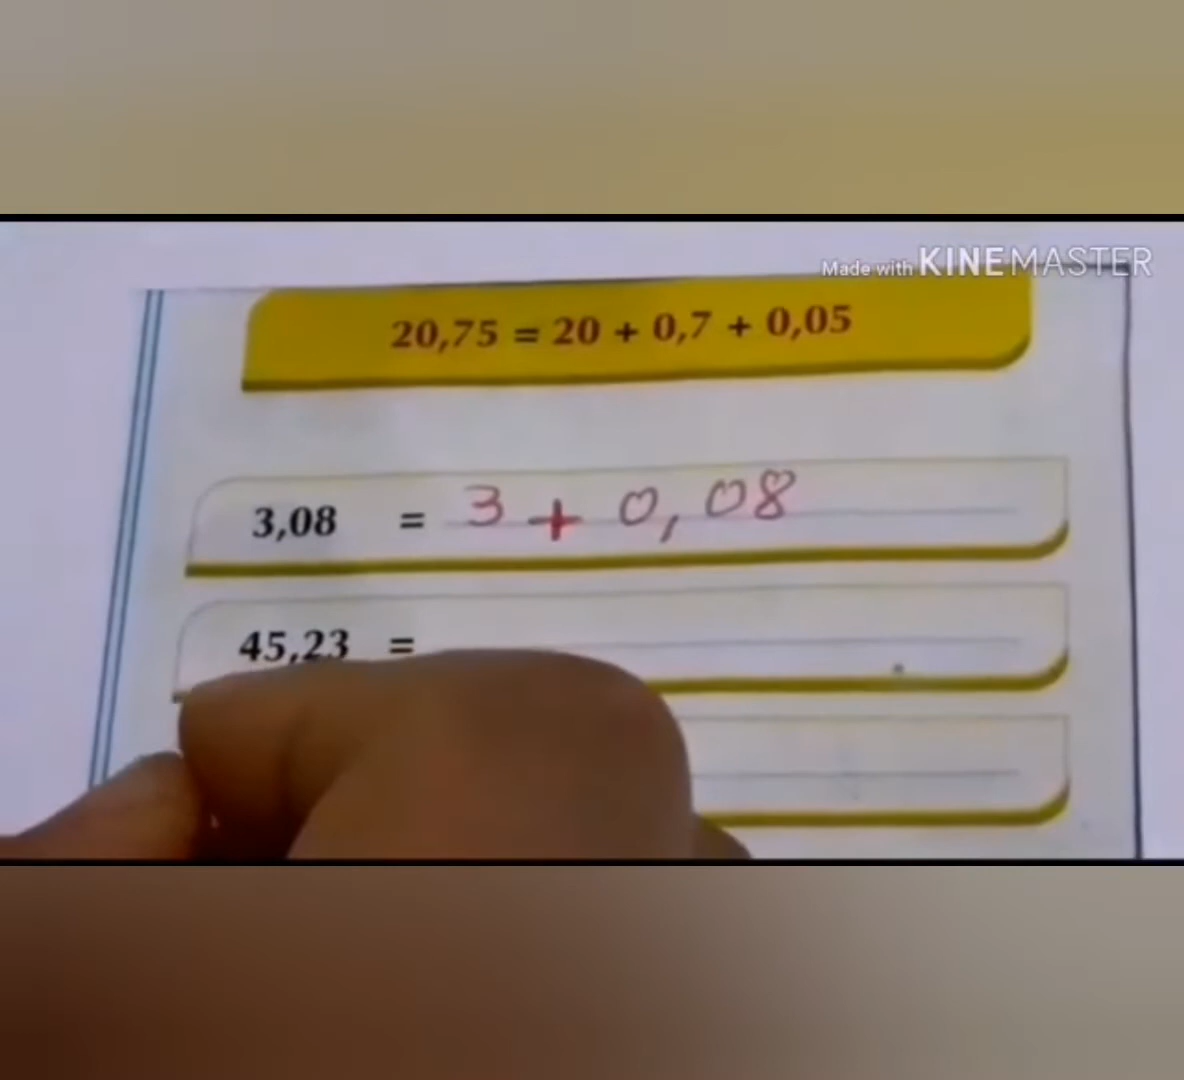 Made with KINEMASTER
20,75 = 20 + 0,7 + 0,05
3,08 = 3 + 0,08
45,23 =